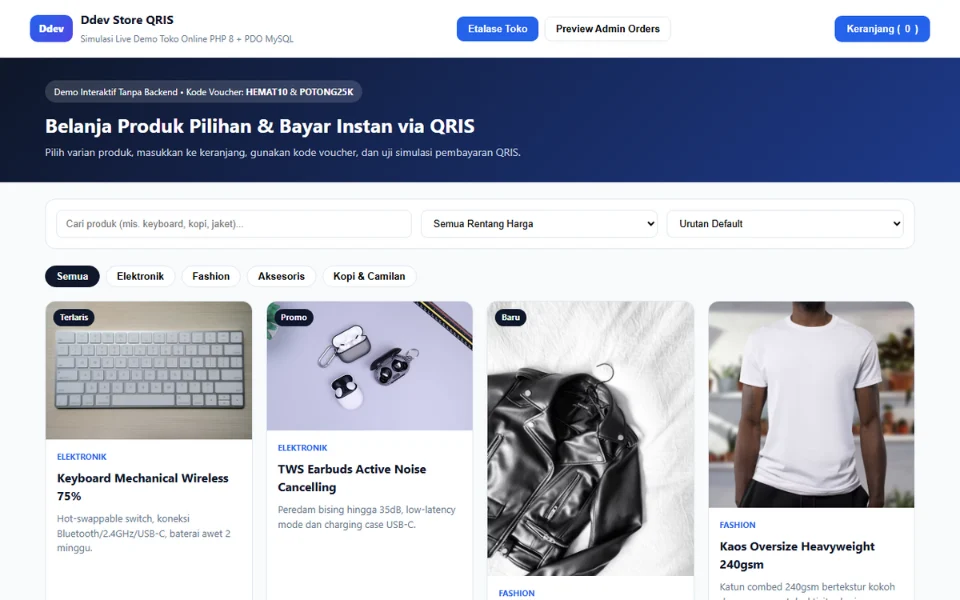 Ddev
Ddev Store QRIS
Simulasi Live Demo Toko Online PHP 8 + PDO MySQL
Etalase Toko
Preview Admin Orders
Keranjang ( 0 )
Demo Interaktif Tanpa Backend • Kode Voucher: HEMAT10 & POTONG25K
Belanja Produk Pilihan & Bayar Instan via QRIS
Pilih varian produk, masukkan ke keranjang, gunakan kode voucher, dan uji simulasi pembayaran QRIS.
Cari produk (mis. keyboard, kopi, jaket)...
Semua Rentang Harga
Urutan Default
Semua
Elektronik
Fashion
Aksesoris
Kopi & Camilan
Terlaris
ELEKTRONIK
Keyboard Mechanical Wireless
75%
Hot-swappable switch, koneksi
Bluetooth/2.4GHz/USB-C, baterai awet 2
minggu.
Promo
ELEKTRONIK
TWS Earbuds Active Noise
Cancelling
Peredam bising hingga 35dB, low-latency
mode dan charging case USB-C.
Baru
FASHION
FASHION
Kaos Oversize Heavyweight
240gsm
Katun combed 240gsm bertekstur kokoh